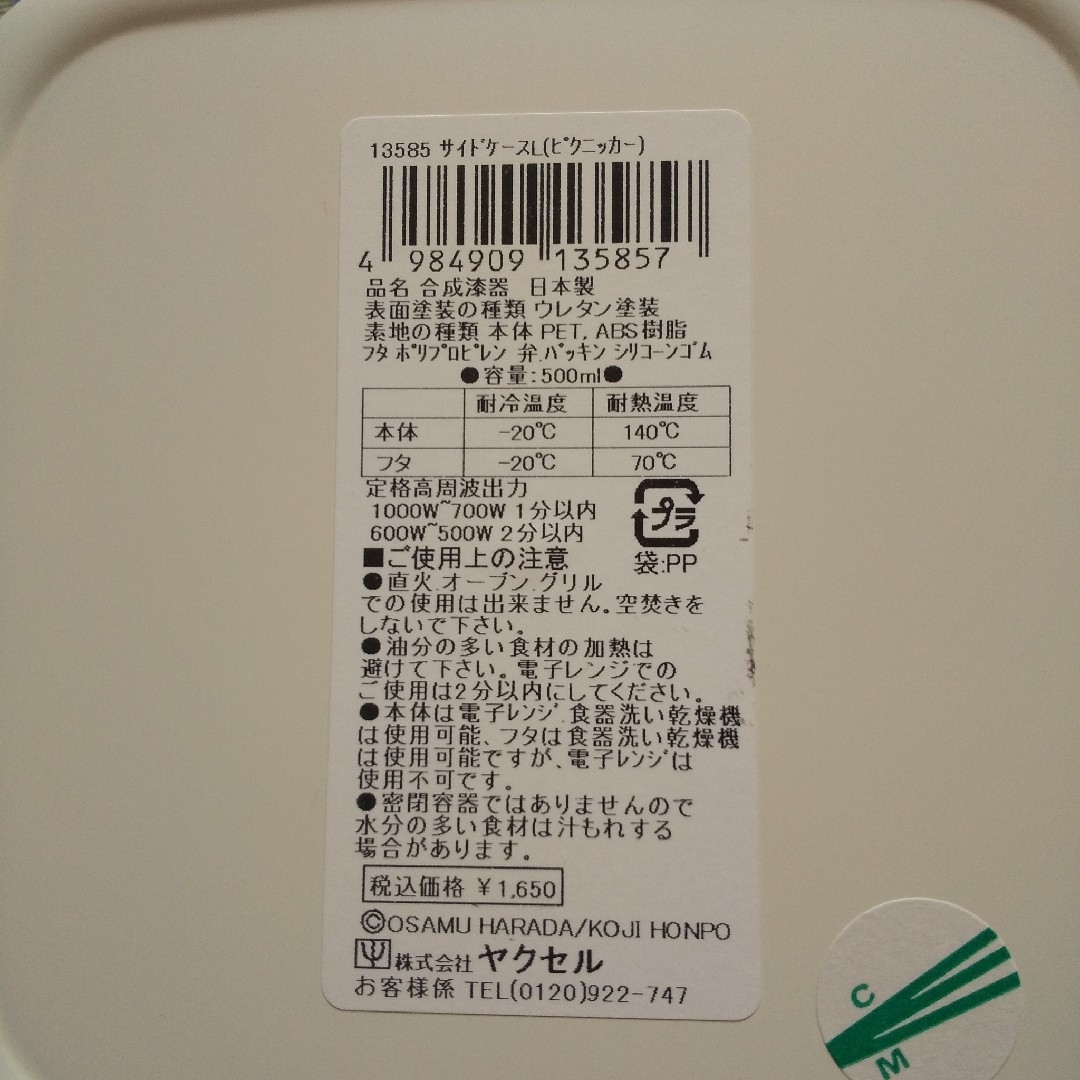 13585 ｻｲﾄﾞｹｰｽL(ﾋﾟｸﾆｯｶｰ)
4 984909 135857
品名 合成漆器 日本製
表面塗装の種類 ウレタン塗装
素地の種類 本体 PET, ABS樹脂
ﾌﾀ ﾎﾟﾘﾌﾟﾛﾋﾟﾚﾝ 弁.ﾊﾟｯｷﾝ ｼﾘｺｰﾝｺﾞﾑ
●容量:500ml●
耐冷温度 耐熱温度
本体 -20℃ 140℃
フタ -20℃ 70℃
定格高周波出力
1000W~700W 1分以内
600W~500W 2分以内
プラ
袋:PP
■ご使用上の注意
●直火.オーブン.グリル
での使用は出来ません。空焚きを
しないで下さい。
●油分の多い食材の加熱は
避けて下さい。電子レンジでの
ご使用は2分以内にしてください。
●本体は電子ﾚﾝｼﾞ.食器洗い乾燥機
は使用可能、フタは食器洗い乾燥機
は使用可能ですが、電子ﾚﾝｼﾞは
使用不可です。
●密閉容器ではありませんので
水分の多い食材は汁もれする
場合があります。
税込価格 ¥1,650
©OSAMU HARADA/KOJI HONPO
株式会社 ヤクセル
お客様係 TEL(0120)922-747
C
M